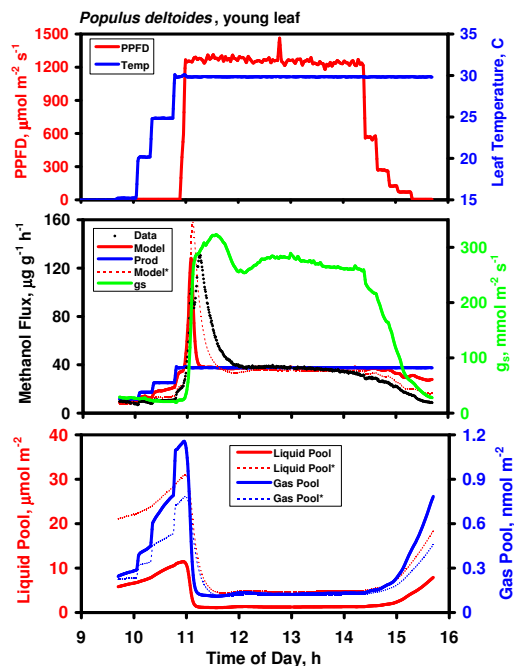 Populus deltoides, young leaf
PPFD, μmol m-2 s-1
1500
1200
900
600
300
0
PPFD
Temp
35
30
25
20
15
Leaf Temperature, C
Methanol Flux, μg g-1 h-1
160
120
80
40
0
Data
Model
Prod
Model*
gs
300
200
100
0
gs, mmol m-2 s-1
Liquid Pool, μmol m-2
40
30
20
10
0
Liquid Pool
Liquid Pool*
Gas Pool
Gas Pool*
1.2
0.9
0.6
0.3
0.0
Gas Pool, nmol m-2
9 10 11 12 13 14 15 16
Time of Day, h